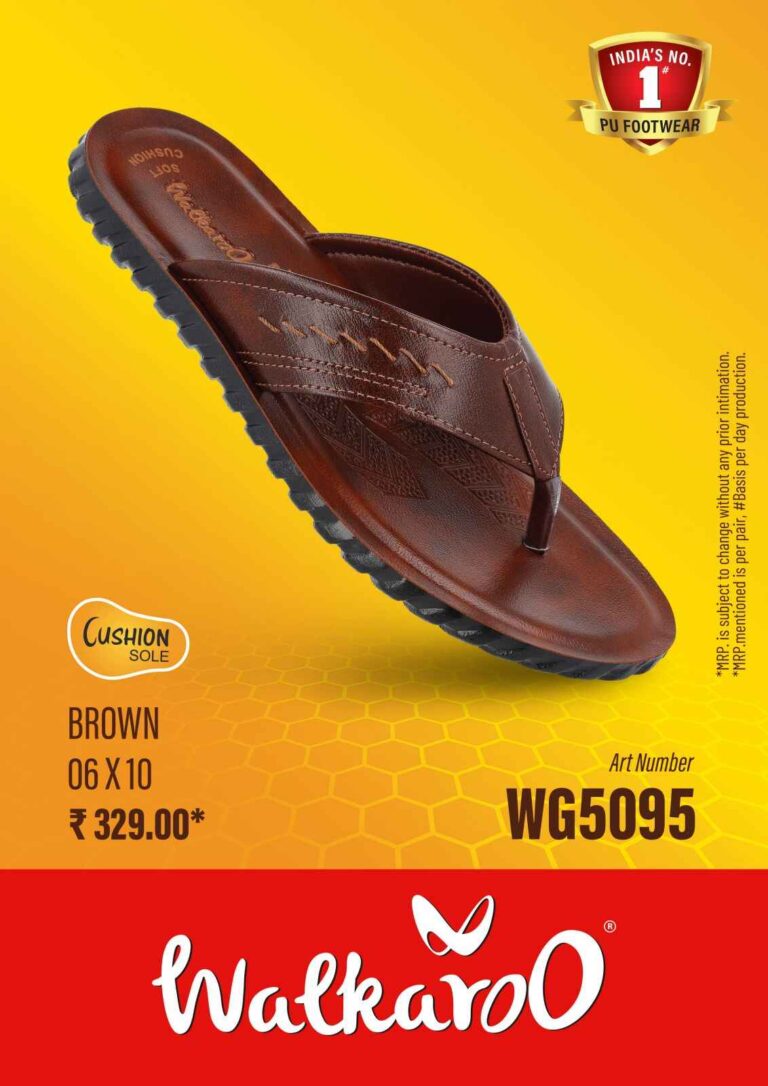 INDIA'S NO.
1#
PU FOOTWEAR
SOFT
CUSHION
Walkaroo
*MRP. is subject to change without any prior intimation.
*MRP.mentioned is per pair, #Basis per day production.
CUSHION
SOLE
BROWN
06 X 10
₹ 329.00*
Art Number
WG5095
Walkaroo®